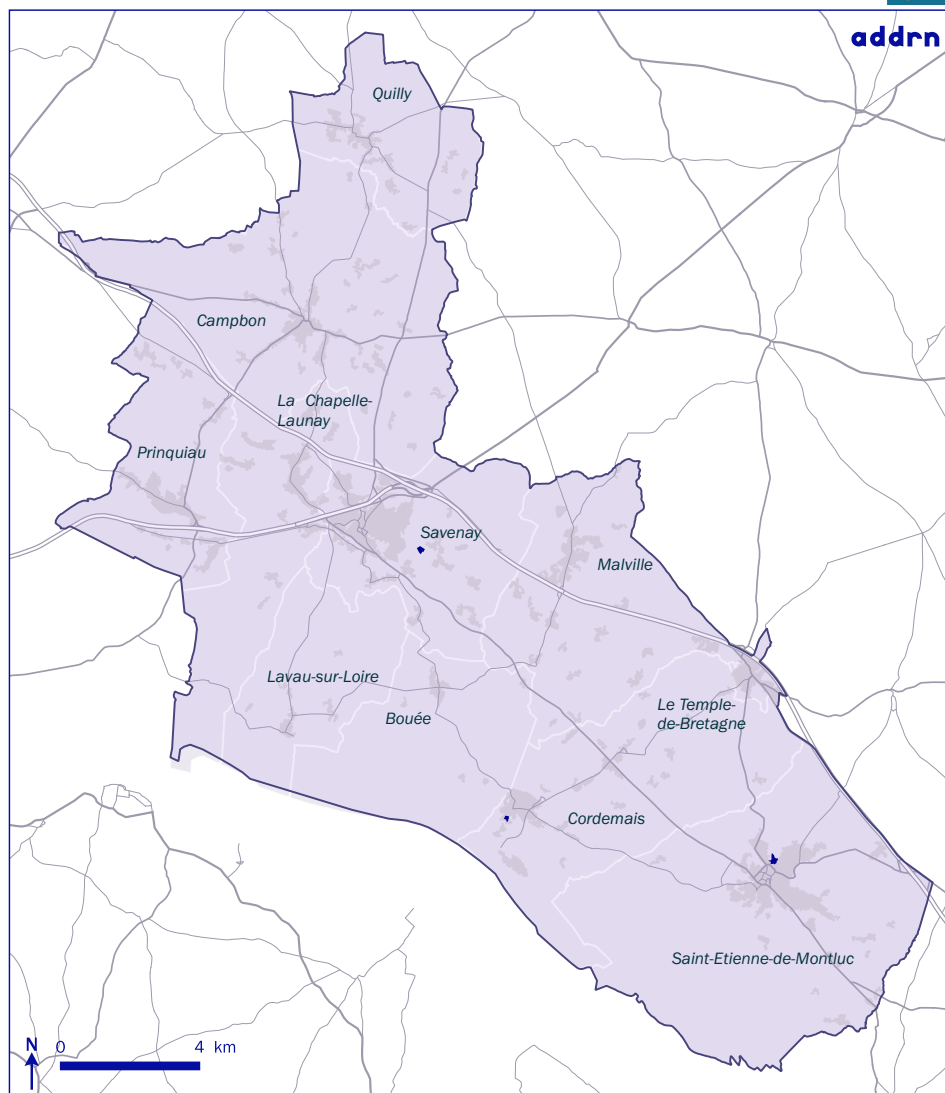 addrn
Quilly
Campbon
La Chapelle-
Launay
Prinquiau
Savenay
Malville
Lavau-sur-Loire
Le Temple-
de-Bretagne
Bouée
Cordemais
Saint-Etienne-de-Montluc
N 0 4 km